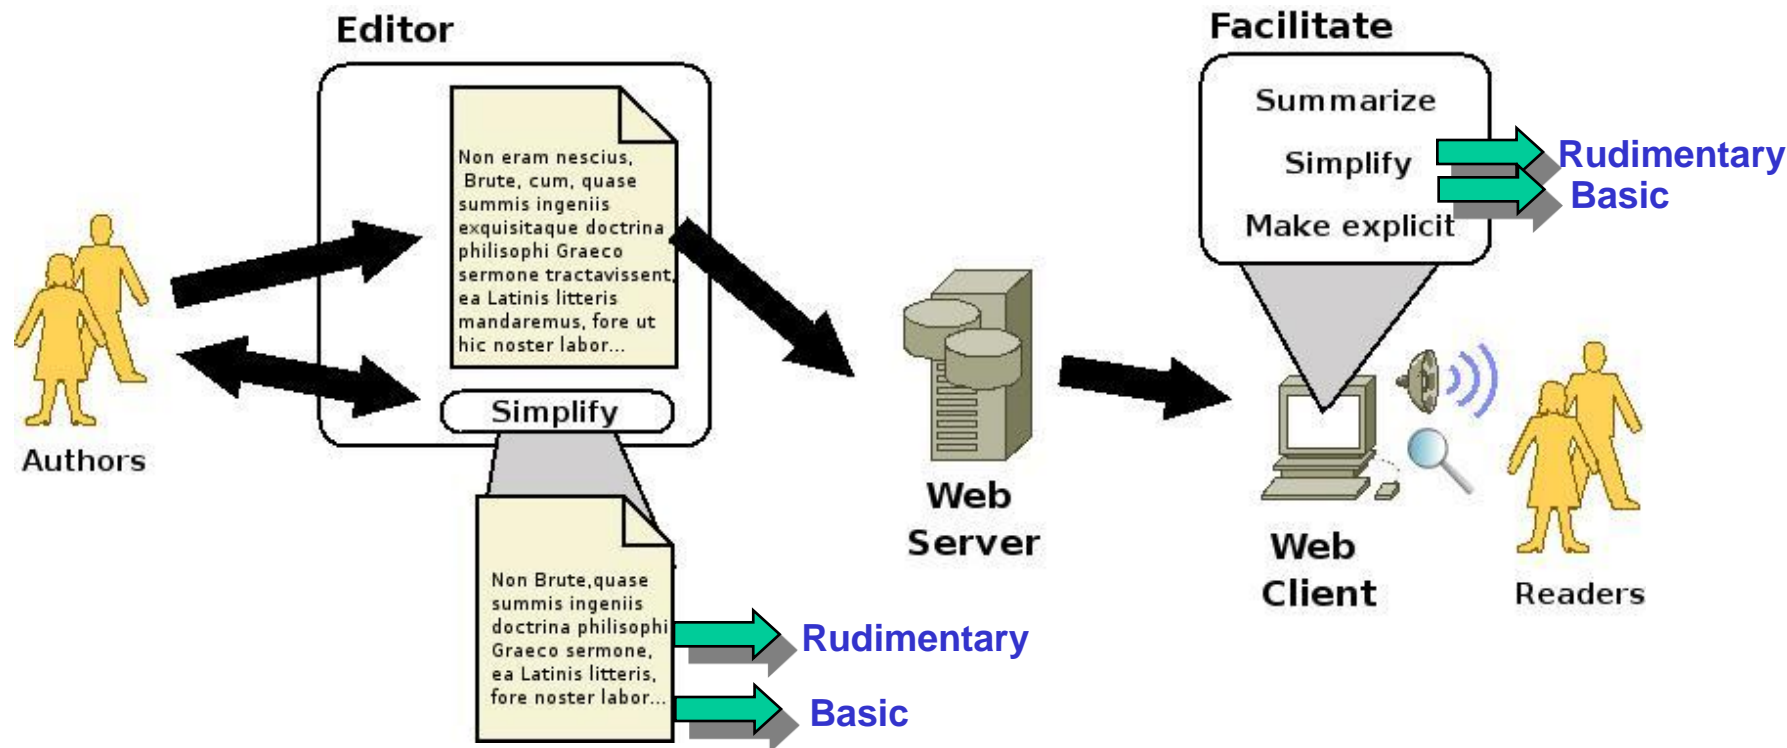 Editor
Non eram nescius,
Brute, cum, quase
summis ingeniis
exquisitaque doctrina
philisophi Graeco
sermone tractavissent,
ea Latinis litteris
mandaremus, fore ut
hic noster labor...
Simplify
Authors
Non Brute,quase
summis ingeniis
doctrina philisophi
Graeco sermone,
ea Latinis litteris,
fore noster labor...
Rudimentary
Basic
Web
Server
Facilitate
Summarize
Simplify
Make explicit
Rudimentary
Basic
Web
Client
Readers